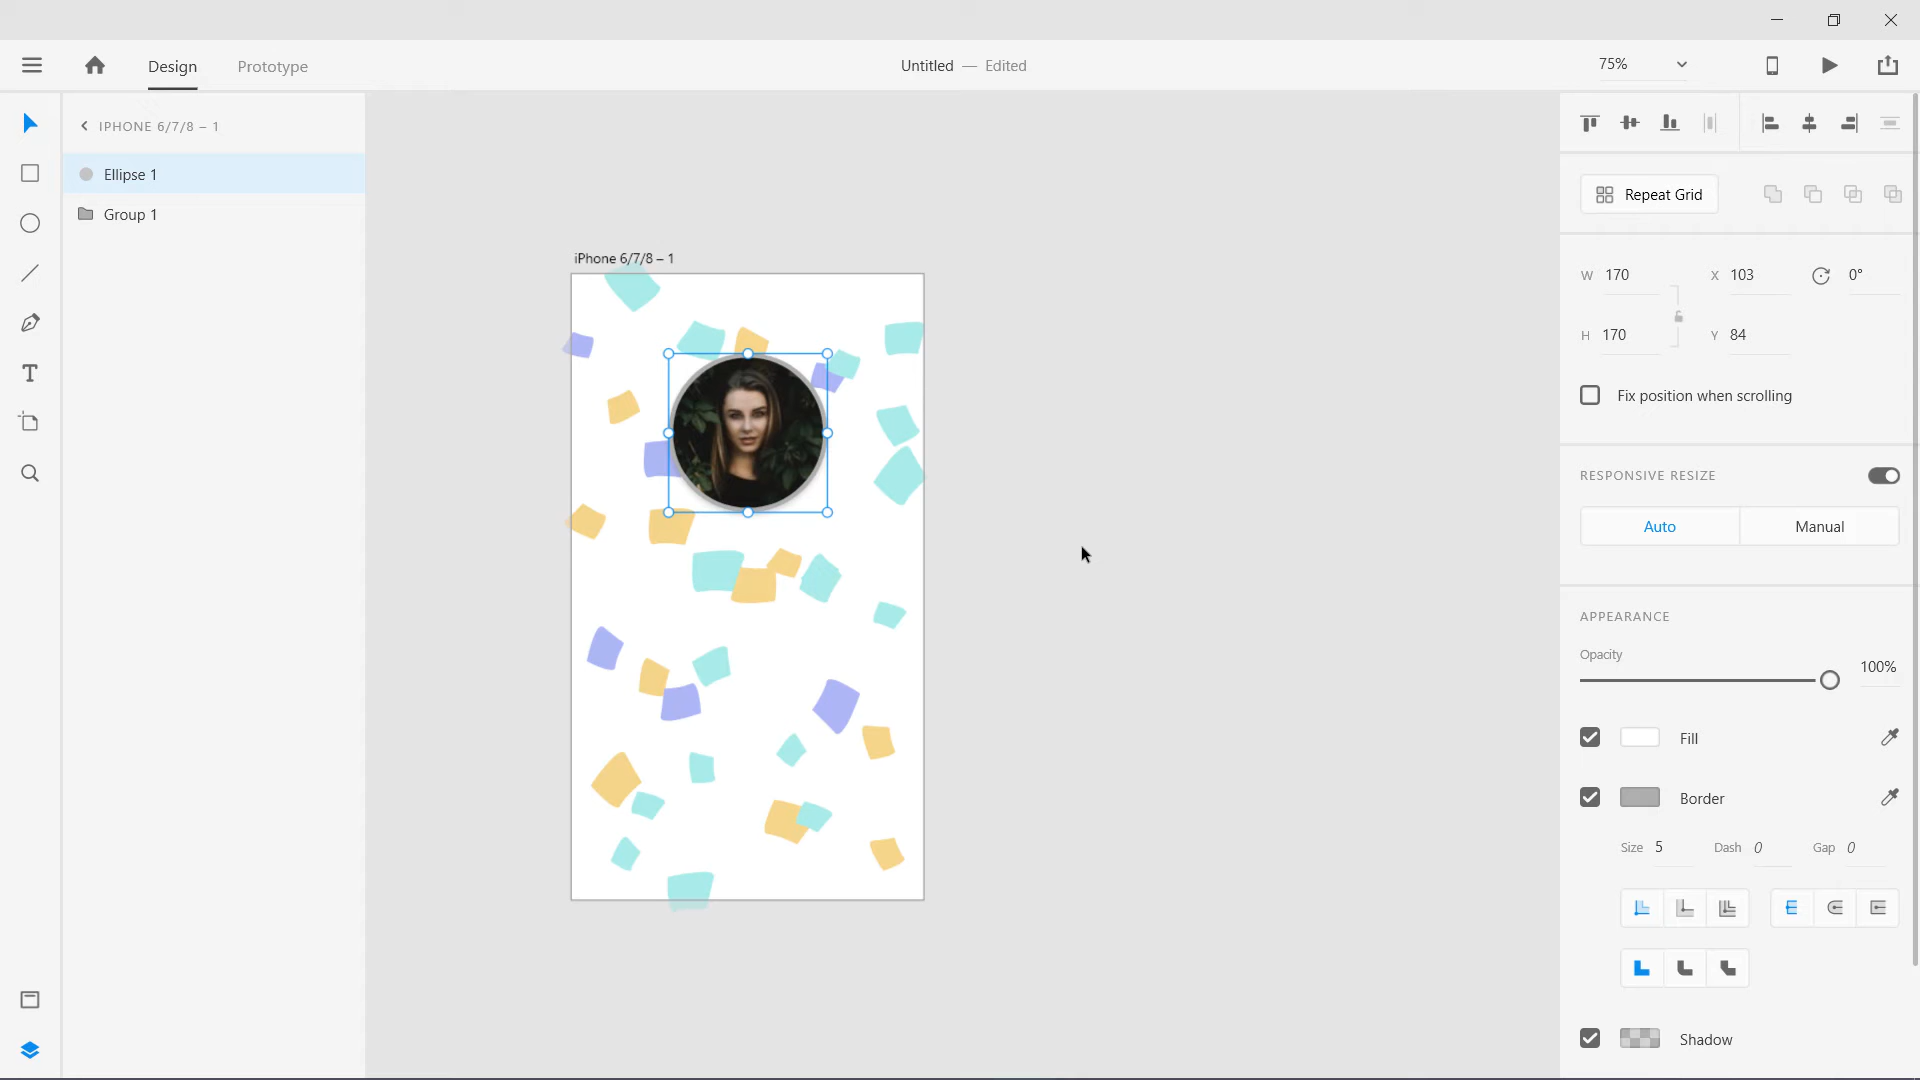 Design
Prototype
Untitled — Edited
75%
IPHONE 6/7/8 – 1
Ellipse 1
Group 1
iPhone 6/7/8 – 1
Repeat Grid
W 170
X 103
0°
H 170
Y 84
Fix position when scrolling
RESPONSIVE RESIZE
Auto
Manual
APPEARANCE
Opacity
100%
Fill
Border
Size 5
Dash 0
Gap 0
Shadow